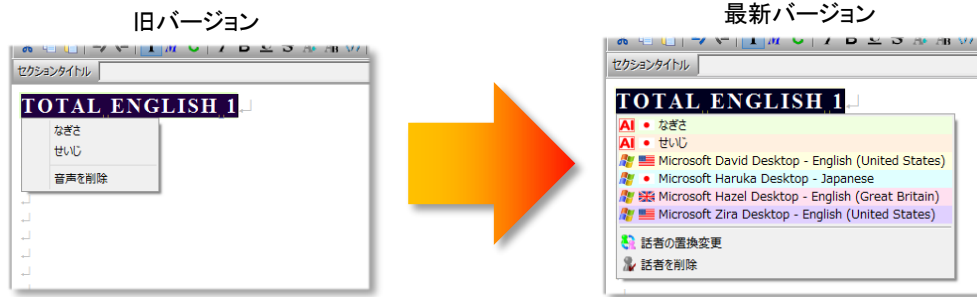 旧バージョン
最新バージョン
セクションタイトル
TOTAL ENGLISH 1
なぎさ
せいじ
音声を削除
セクションタイトル
TOTAL ENGLISH 1
AI なぎさ
AI せいじ
Microsoft David Desktop - English (United States)
Microsoft Haruka Desktop - Japanese
Microsoft Hazel Desktop - English (Great Britain)
Microsoft Zira Desktop - English (United States)
話者の置換変更
話者を削除